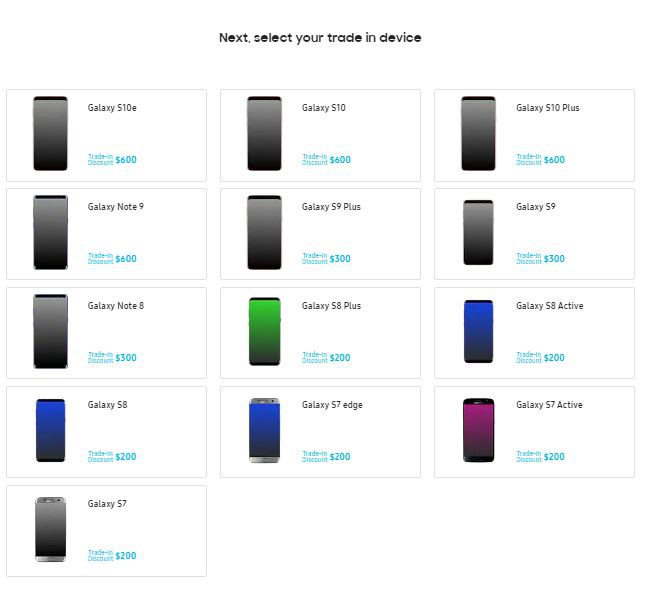 Next, select your trade in device
Galaxy S10e
Trade-In
Discount $600
Galaxy S10
Trade-In
Discount $600
Galaxy S10 Plus
Trade-In
Discount $600
Galaxy Note 9
Trade-In
Discount $600
Galaxy S9 Plus
Trade-In
Discount $300
Galaxy S9
Trade-In
Discount $300
Galaxy Note 8
Trade-In
Discount $300
Galaxy S8 Plus
Trade-In
Discount $200
Galaxy S8 Active
Trade-In
Discount $200
Galaxy S8
Trade-In
Discount $200
Galaxy S7 edge
Trade-In
Discount $200
Galaxy S7 Active
Trade-In
Discount $200
Galaxy S7
Trade-In
Discount $200